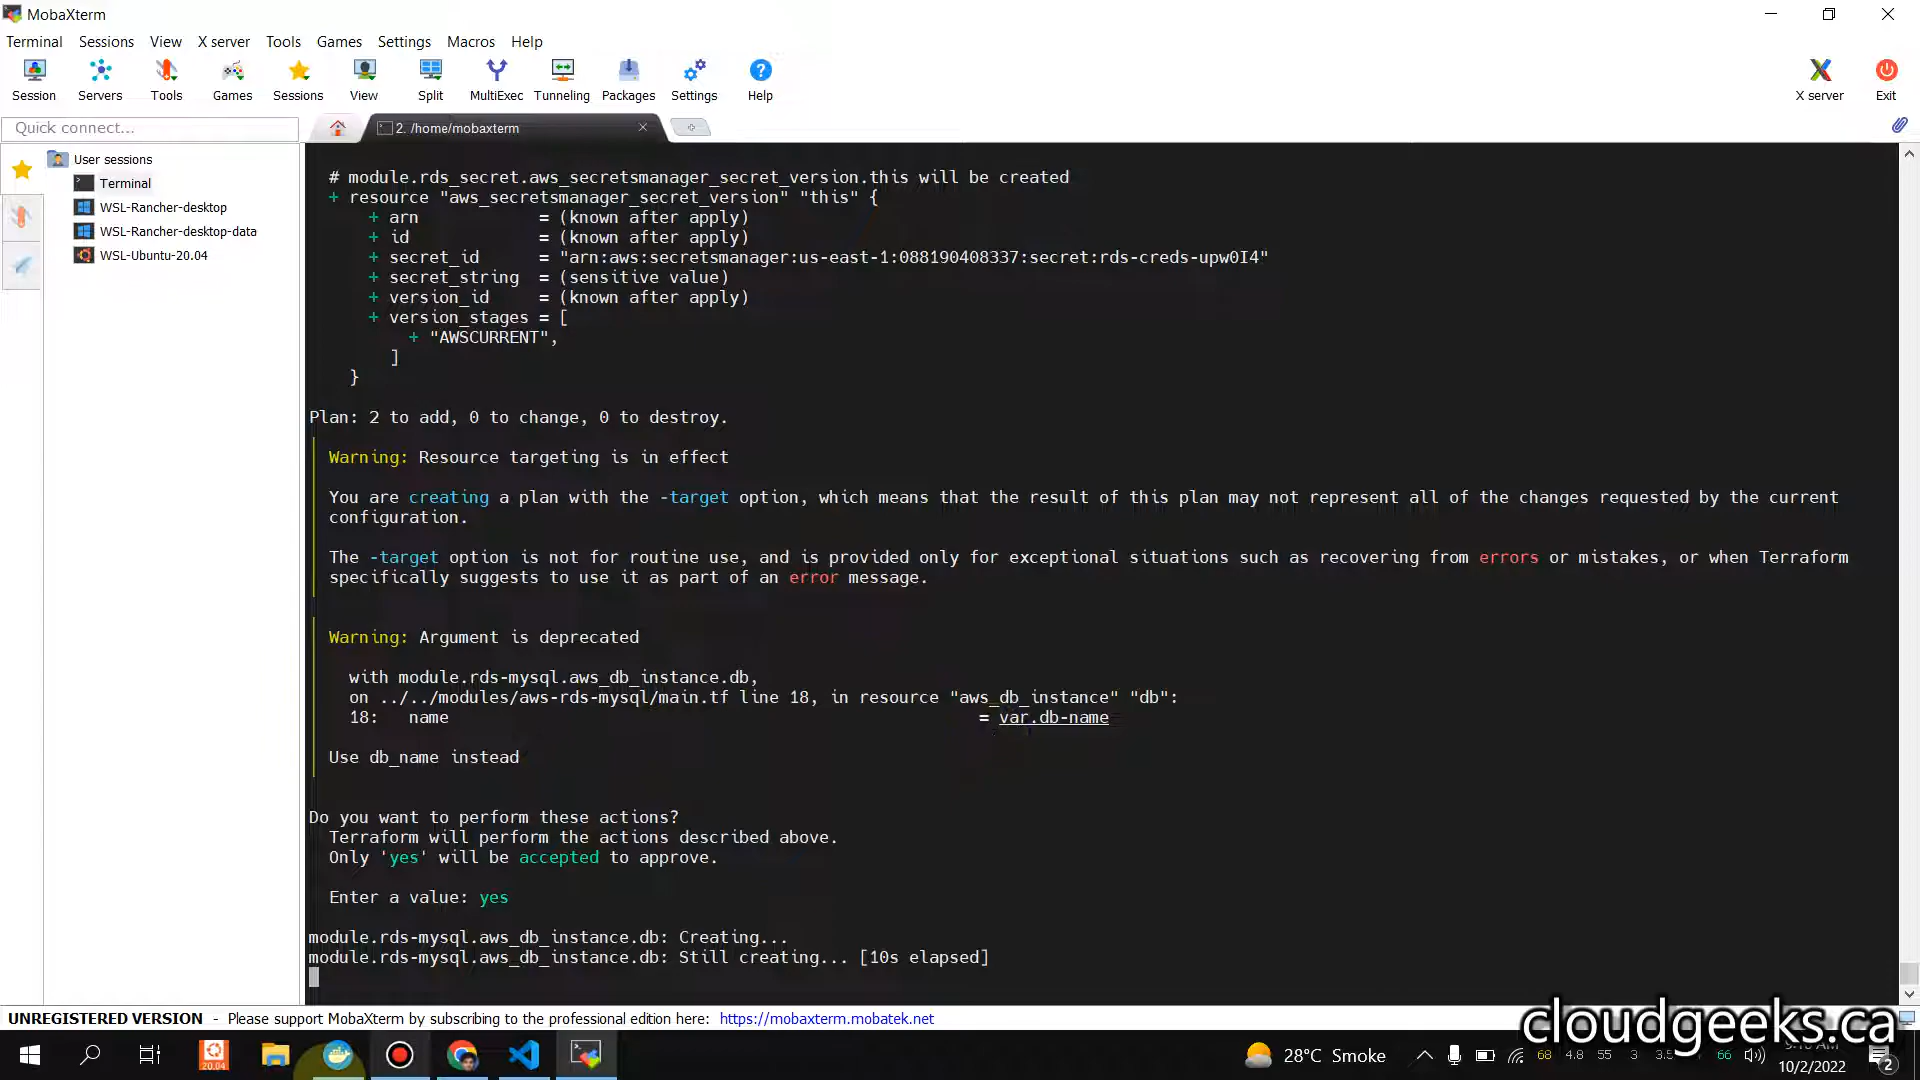 MobaXterm
Terminal Sessions View X server Tools Games Settings Macros Help
Session Servers Tools Games Sessions View Split MultiExec Tunneling Packages Settings Help X server Exit
Quick connect...
2. /home/mobaxterm
User sessions
Terminal
WSL-Rancher-desktop
WSL-Rancher-desktop-data
WSL-Ubuntu-20.04
# module.rds_secret.aws_secretsmanager_secret_version.this will be created
+ resource "aws_secretsmanager_secret_version" "this" {
+ arn = (known after apply)
+ id = (known after apply)
+ secret_id = "arn:aws:secretsmanager:us-east-1:088190408337:secret:rds-creds-upw0I4"
+ secret_string = (sensitive value)
+ version_id = (known after apply)
+ version_stages = [
+ "AWSCURRENT",
]
}
Plan: 2 to add, 0 to change, 0 to destroy.
Warning: Resource targeting is in effect
You are creating a plan with the -target option, which means that the result of this plan may not represent all of the changes requested by the current
configuration.
The -target option is not for routine use, and is provided only for exceptional situations such as recovering from errors or mistakes, or when Terraform
specifically suggests to use it as part of an error message.
Warning: Argument is deprecated
with module.rds-mysql.aws_db_instance.db,
on ../../modules/aws-rds-mysql/main.tf line 18, in resource "aws_db_instance" "db":
18: name = var.db-name
Use db_name instead
Do you want to perform these actions?
Terraform will perform the actions described above.
Only 'yes' will be accepted to approve.
Enter a value: yes
module.rds-mysql.aws_db_instance.db: Creating...
module.rds-mysql.aws_db_instance.db: Still creating... [10s elapsed]
UNREGISTERED VERSION - Please support MobaXterm by subscribing to the professional edition here: https://mobaxterm.mobatek.net
cloudgeeks.ca
20.04
28°C Smoke
68 4.8 55 3 66
10/2/2022
2